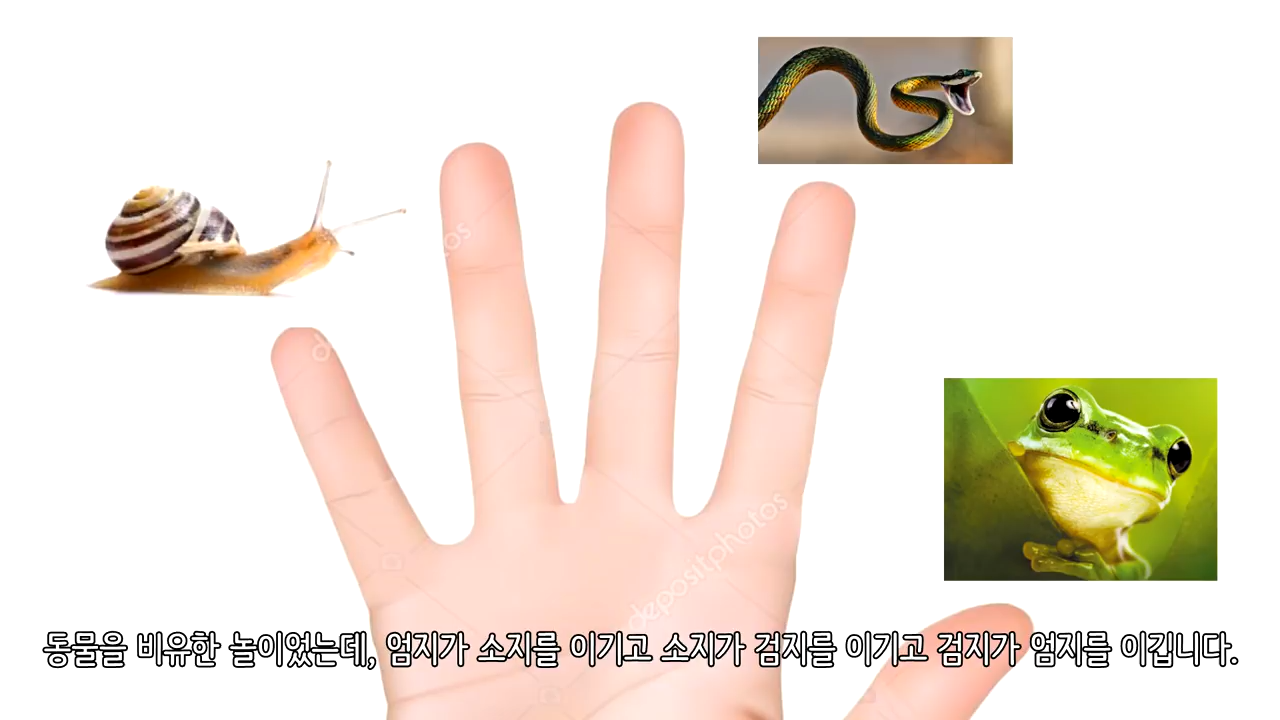 depositphotos
동물을 비유한 놀이었는데, 엄지가 소지를 이기고 소지가 검지를 이기고 검지가 엄지를 이깁니다.